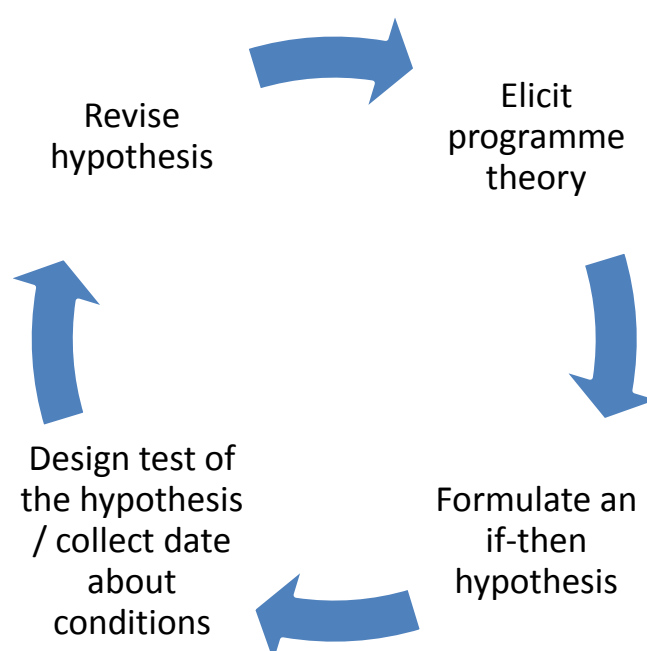 Revise
hypothesis
Elicit
programme
theory
Design test of
the hypothesis
/ collect date
about
conditions
Formulate an
if-then
hypothesis